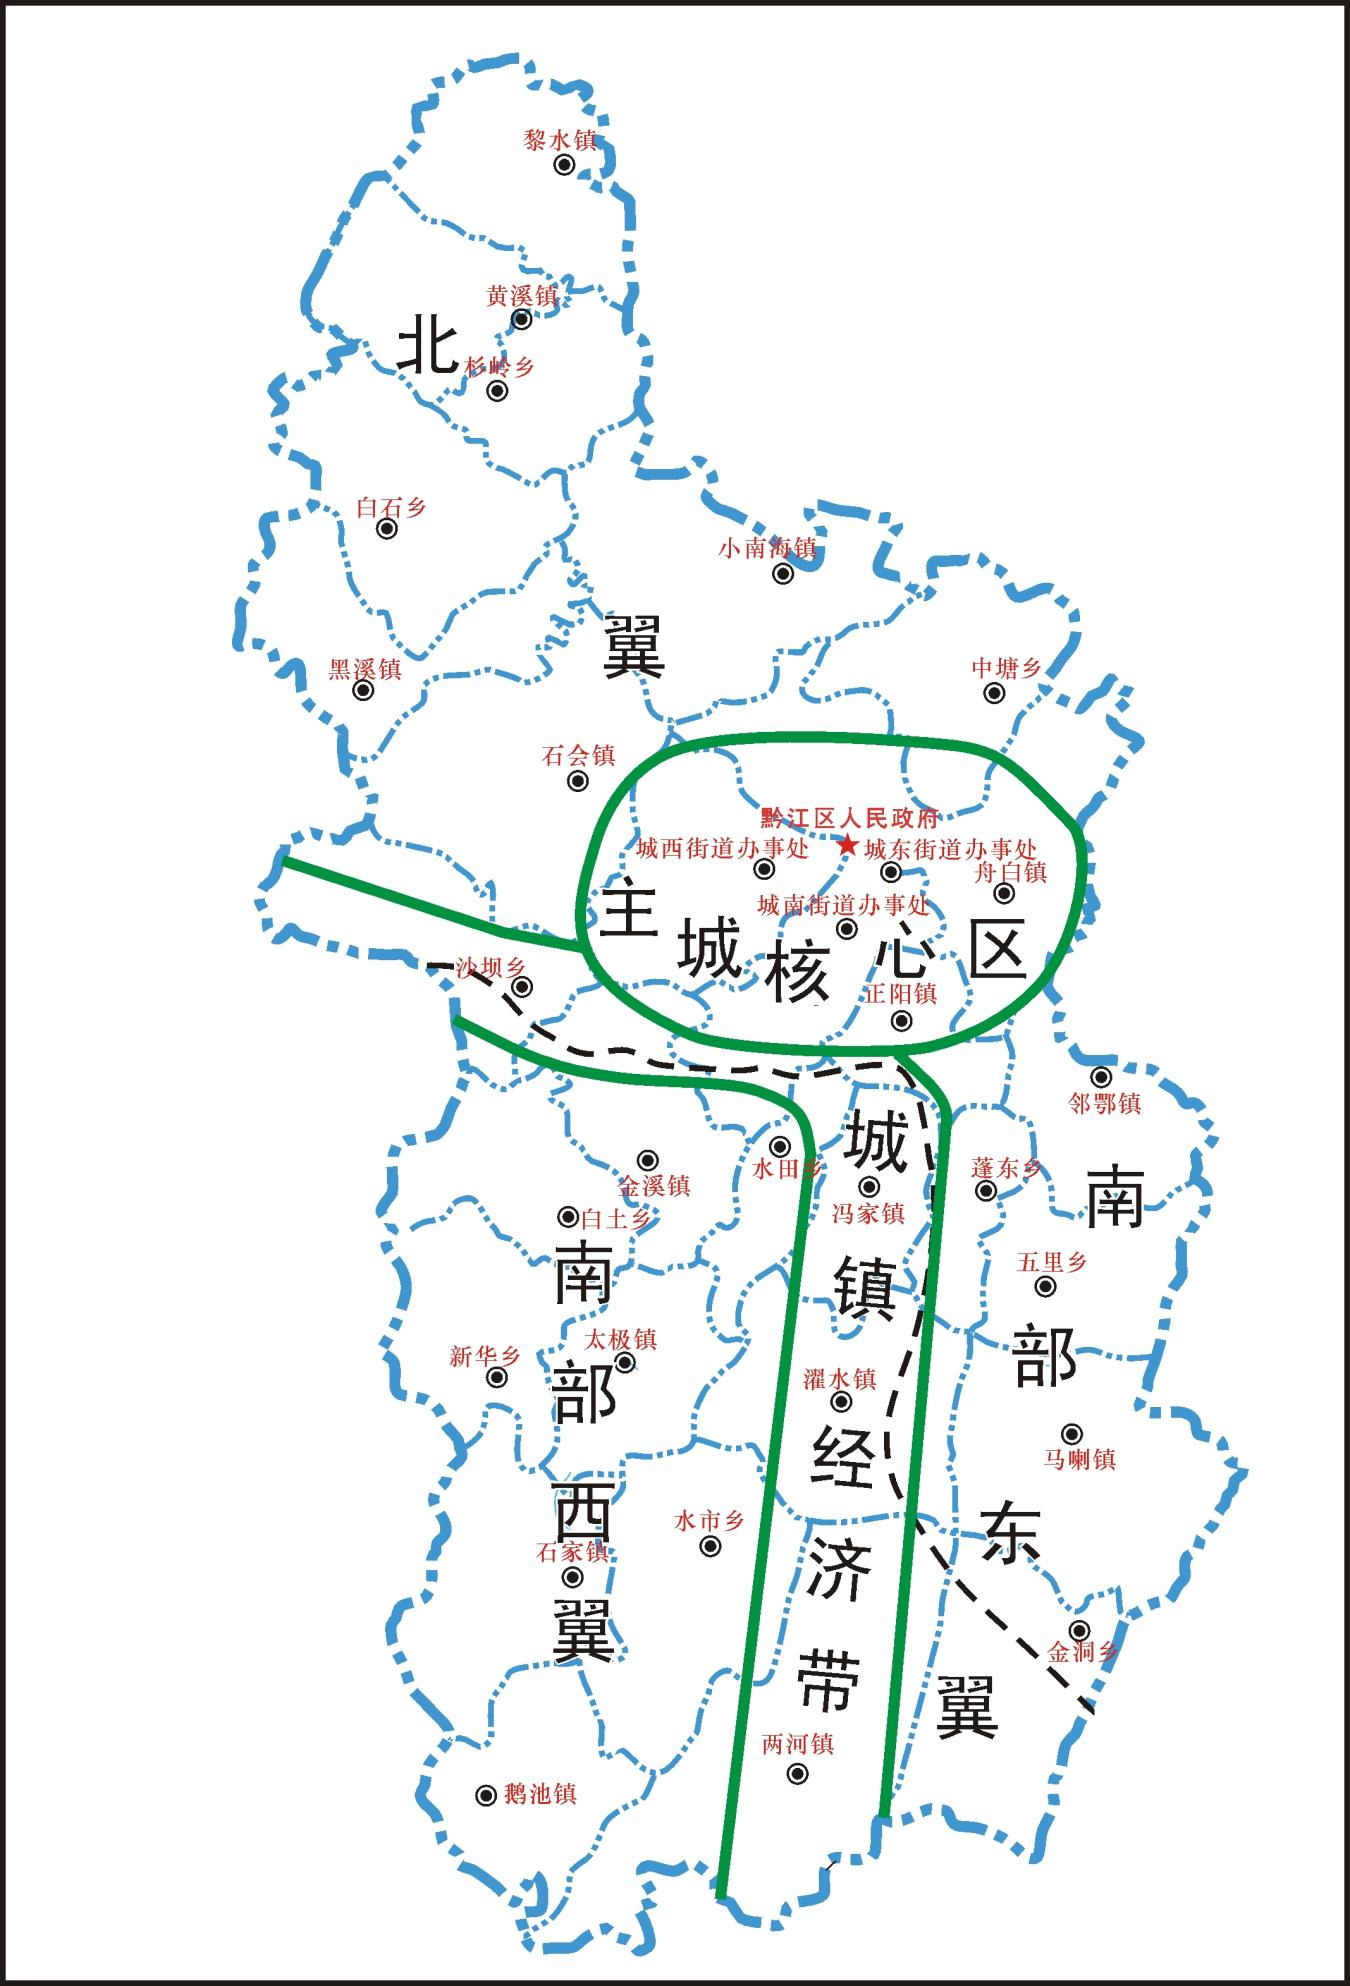 黎水镇
黄溪镇
北
杉岭乡
白石乡
小南海镇
翼
黑溪镇
中塘乡
石会镇
黔江区人民政府
城西街道办事处
城东街道办事处
舟白镇
城南街道办事处
主城核心区
沙坝乡
正阳镇
邻鄂镇
城镇经济带
水田乡
金溪镇
冯家镇
蓬东乡
南部东翼
白土乡
南部西翼
五里乡
太极镇
新华乡
濯水镇
马喇镇
水市乡
石家镇
金洞乡
两河镇
鹅池镇